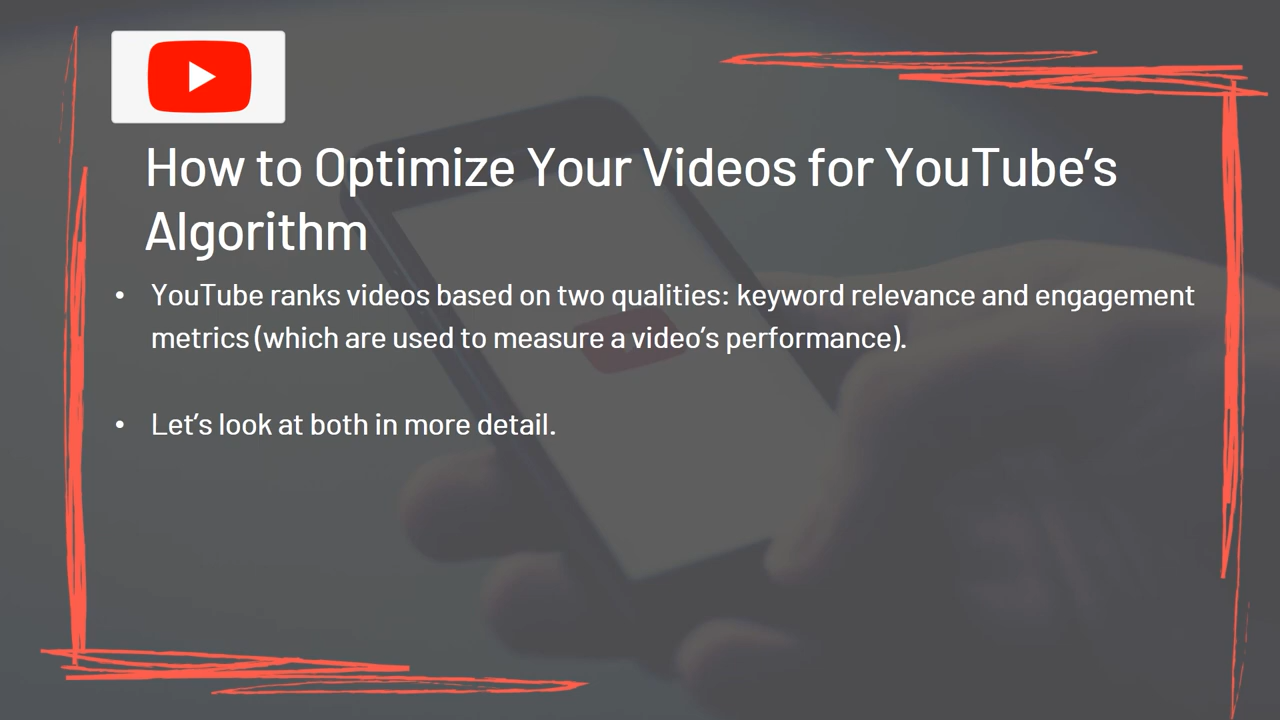 How to Optimize Your Videos for YouTube’s
Algorithm
• YouTube ranks videos based on two qualities: keyword relevance and engagement
metrics (which are used to measure a video’s performance).
• Let’s look at both in more detail.